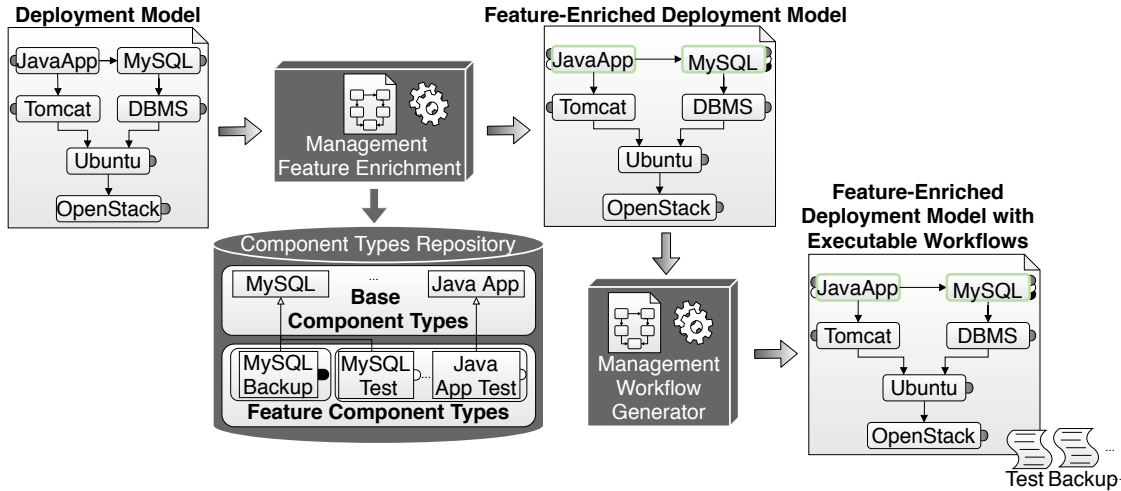 Deployment Model
JavaApp
MySQL
Tomcat
DBMS
Ubuntu
OpenStack
Management
Feature Enrichment
Feature-Enriched Deployment Model
JavaApp
MySQL
Tomcat
DBMS
Ubuntu
OpenStack
Component Types Repository
MySQL
...
Java App
Base
Component Types
MySQL
Backup
MySQL
Test
...
Java
App Test
Feature Component Types
Management
Workflow
Generator
Feature-Enriched
Deployment Model with
Executable Workflows
JavaApp
MySQL
Tomcat
DBMS
Ubuntu
OpenStack
...
Test Backup...